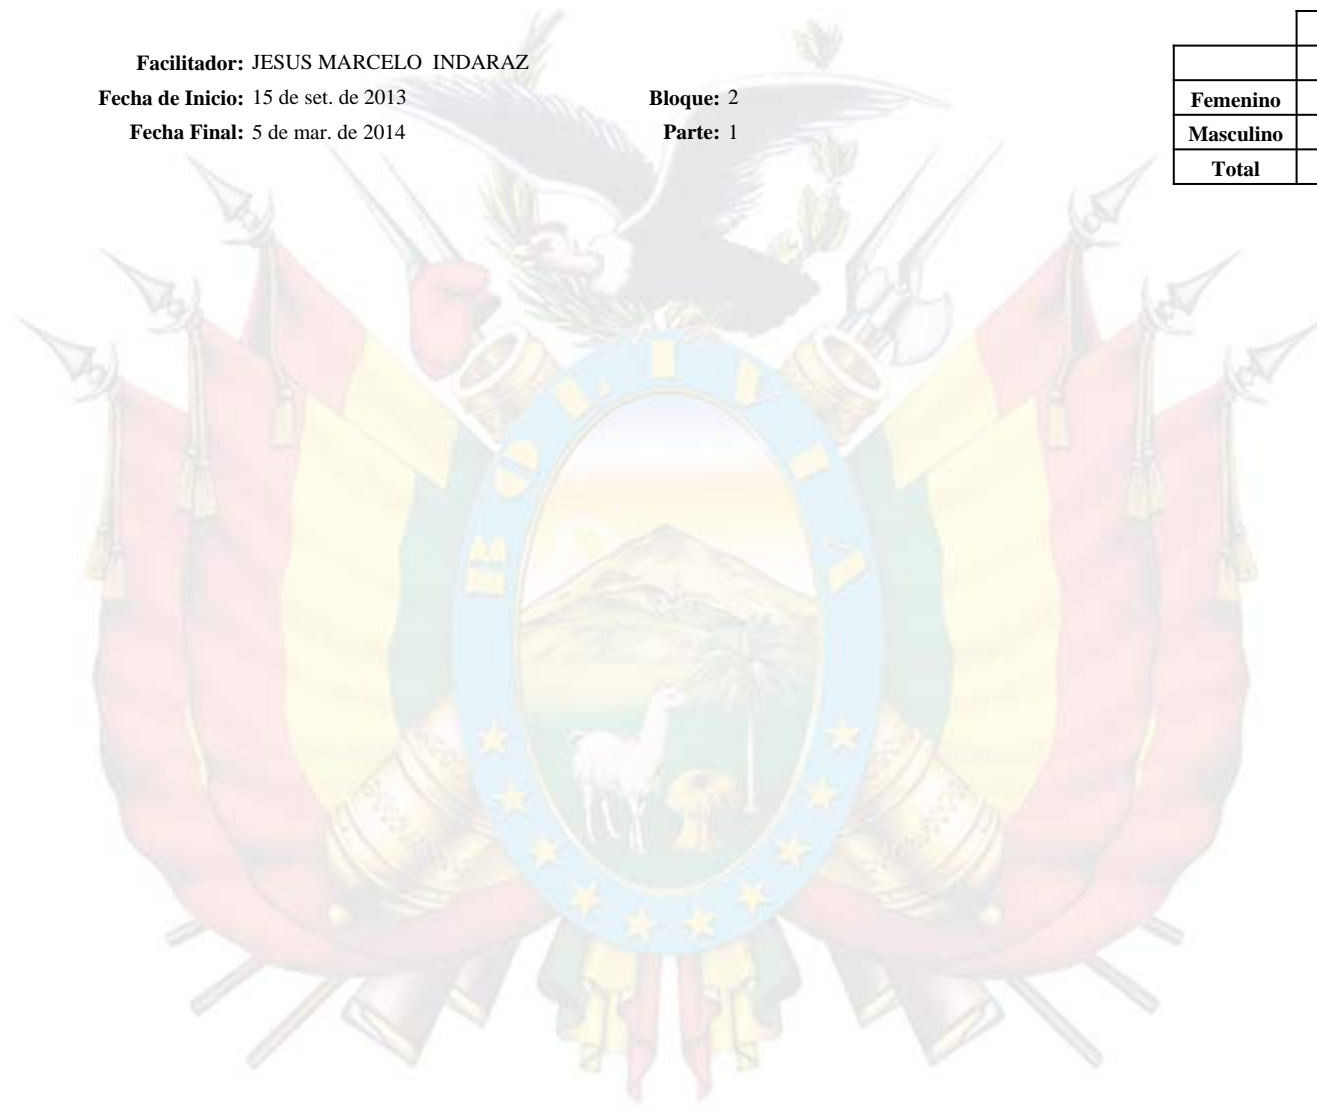 Facilitador: JESUS MARCELO INDARAZ
Fecha de Inicio: 15 de set. de 2013 Bloque: 2
Fecha Final: 5 de mar. de 2014 Parte: 1
Femenino
Masculino
Total
BOLIVIA